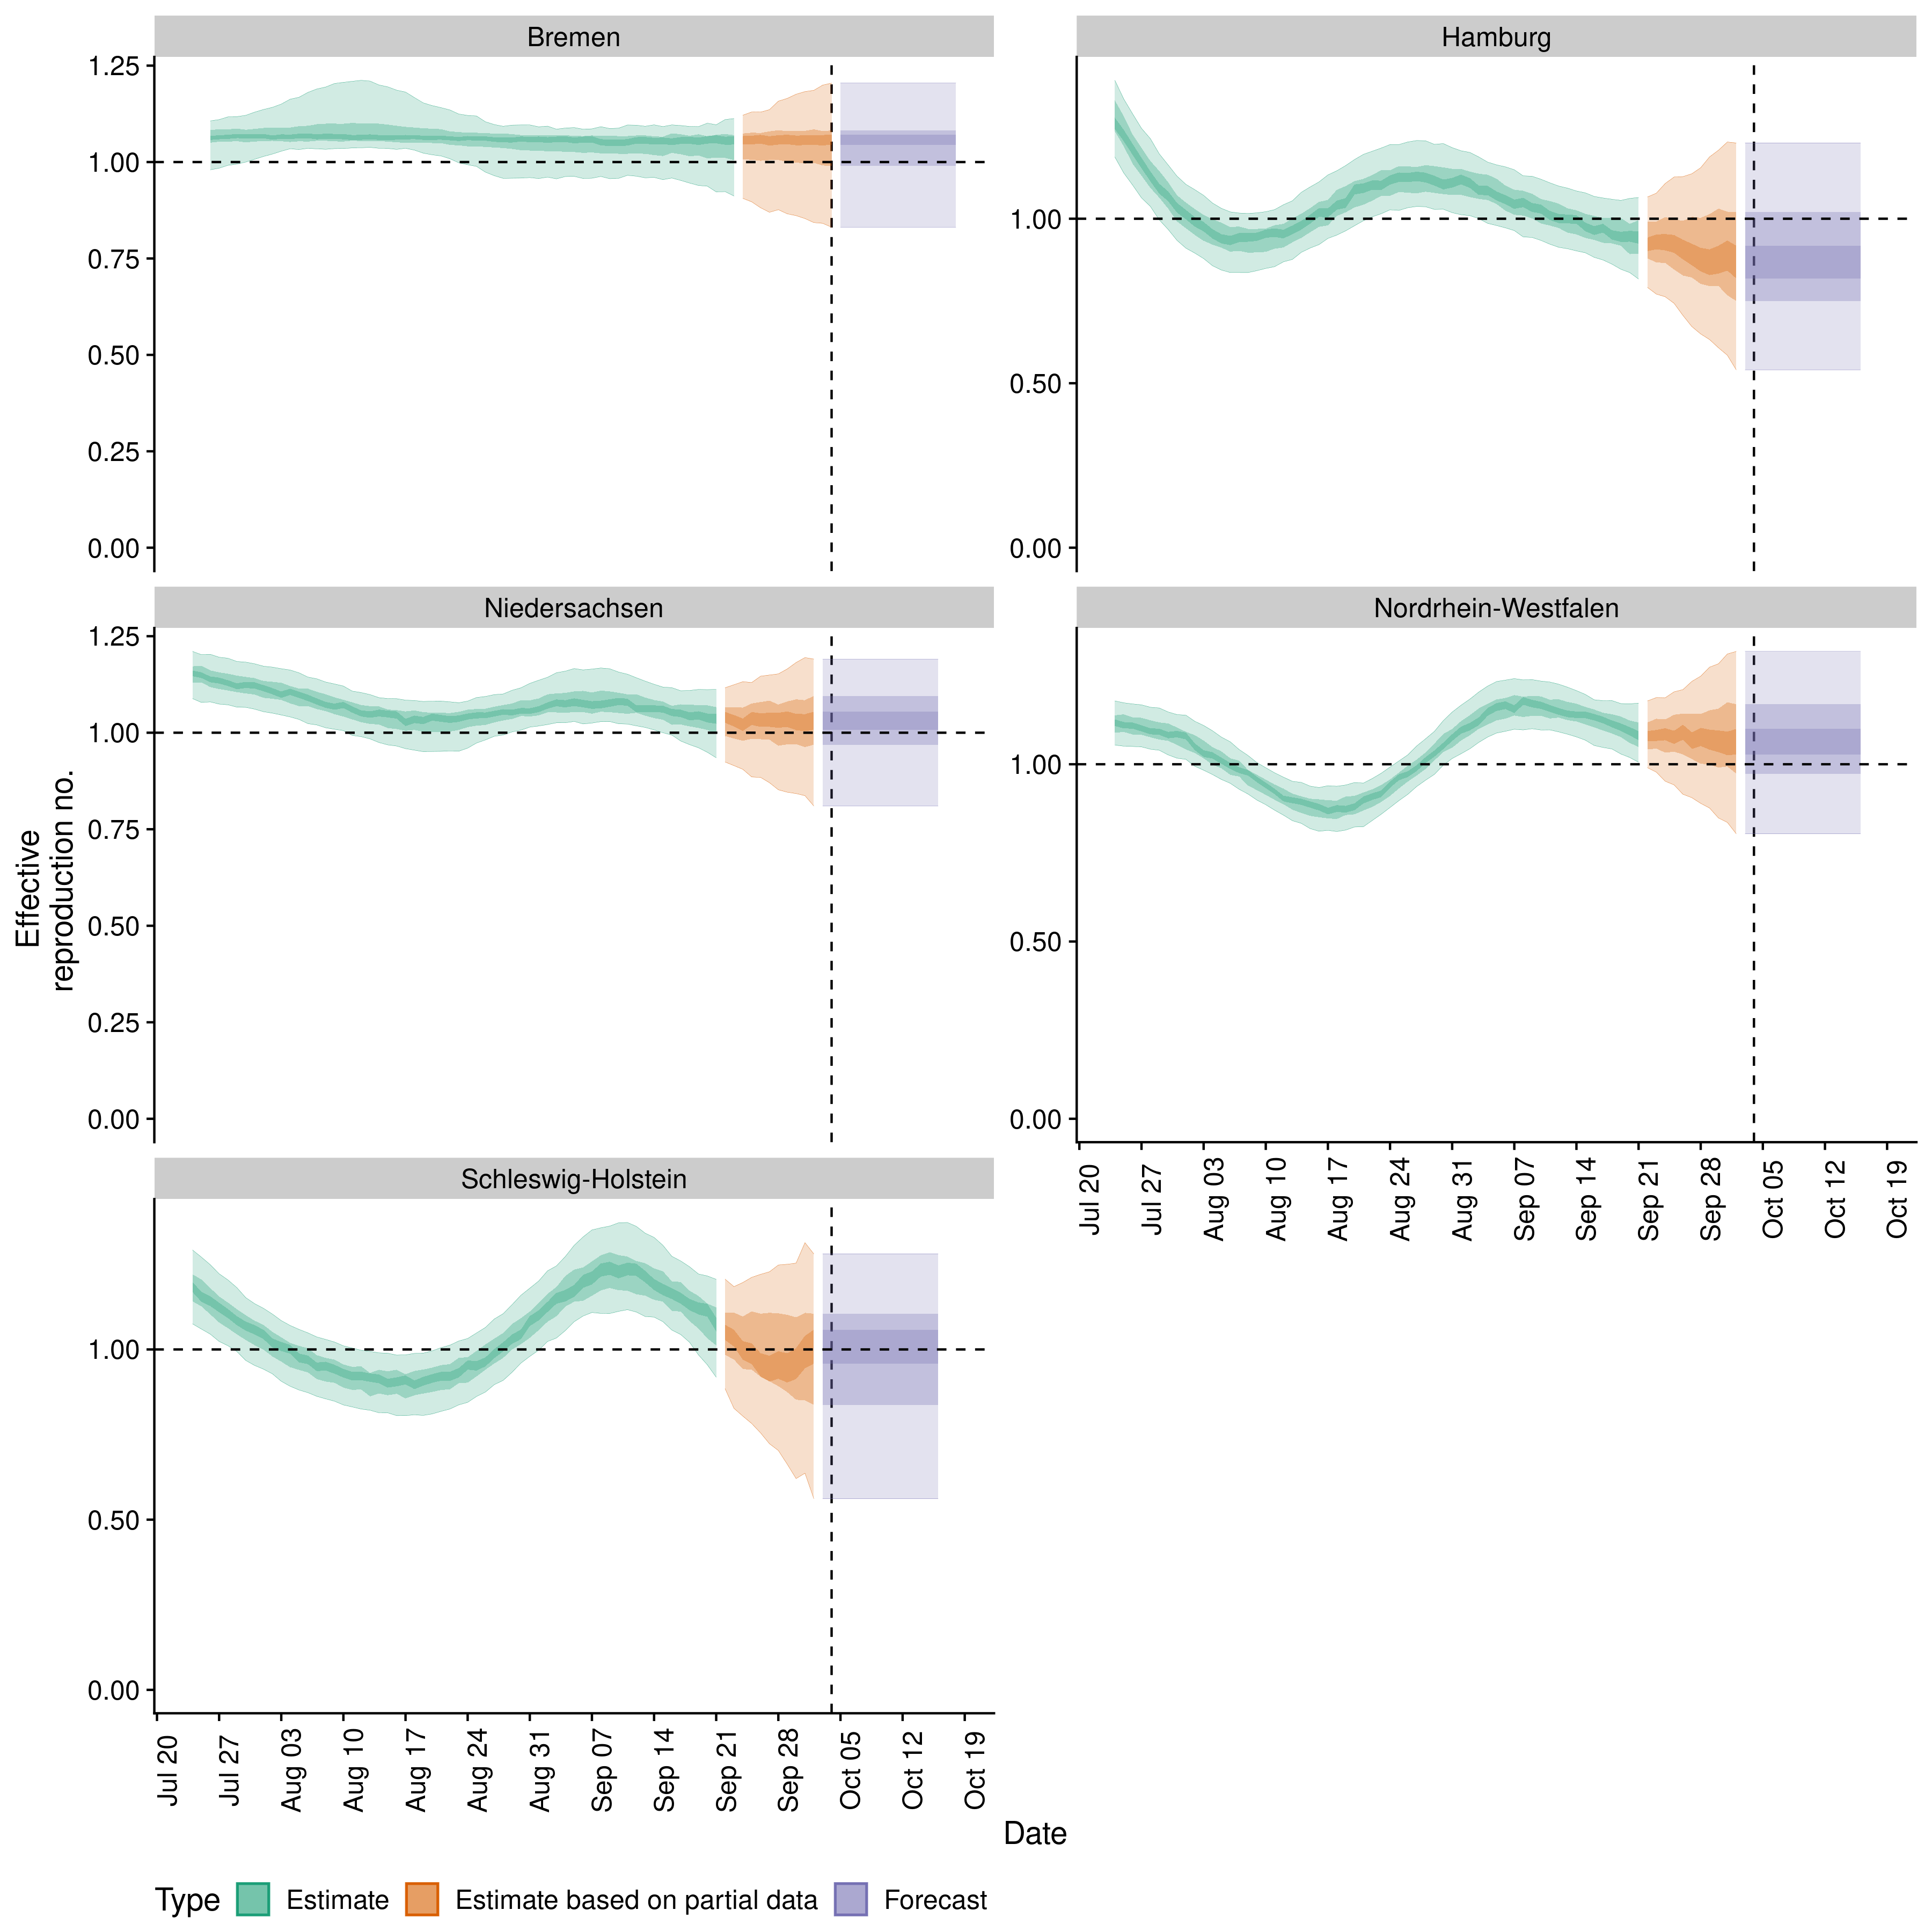 Bremen
1.25
1.00
0.75
0.50
0.25
0.00
Hamburg
1.00
0.50
0.00
Niedersachsen
1.25
1.00
0.75
0.50
0.25
0.00
Nordrhein-Westfalen
1.00
0.50
0.00
Jul 20
Jul 27
Aug 03
Aug 10
Aug 17
Aug 24
Aug 31
Sep 07
Sep 14
Sep 21
Sep 28
Oct 05
Oct 12
Oct 19
Effective
reproduction no.
Schleswig-Holstein
1.00
0.50
0.00
Jul 20
Jul 27
Aug 03
Aug 10
Aug 17
Aug 24
Aug 31
Sep 07
Sep 14
Sep 21
Sep 28
Oct 05
Oct 12
Oct 19
Date
Type Estimate Estimate based on partial data Forecast